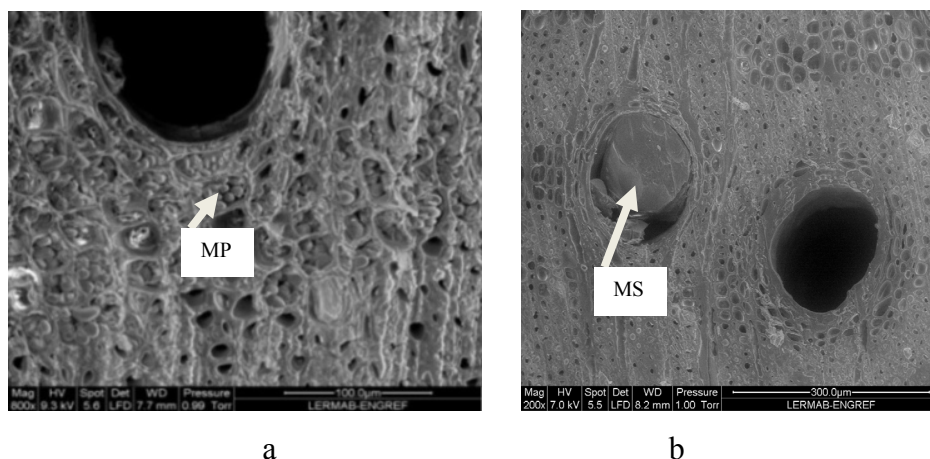 MP
Mag HV Spot Det WD Pressure 100.0µm
800x 9.3 kV 5.6 LFD 7.7 mm 0.99 Torr LERMAB-ENGREF
a
MS
Mag HV Spot Det WD Pressure 300.0µm
200x 7.0 kV 5.5 LFD 8.2 mm 1.00 Torr LERMAB-ENGREF
b